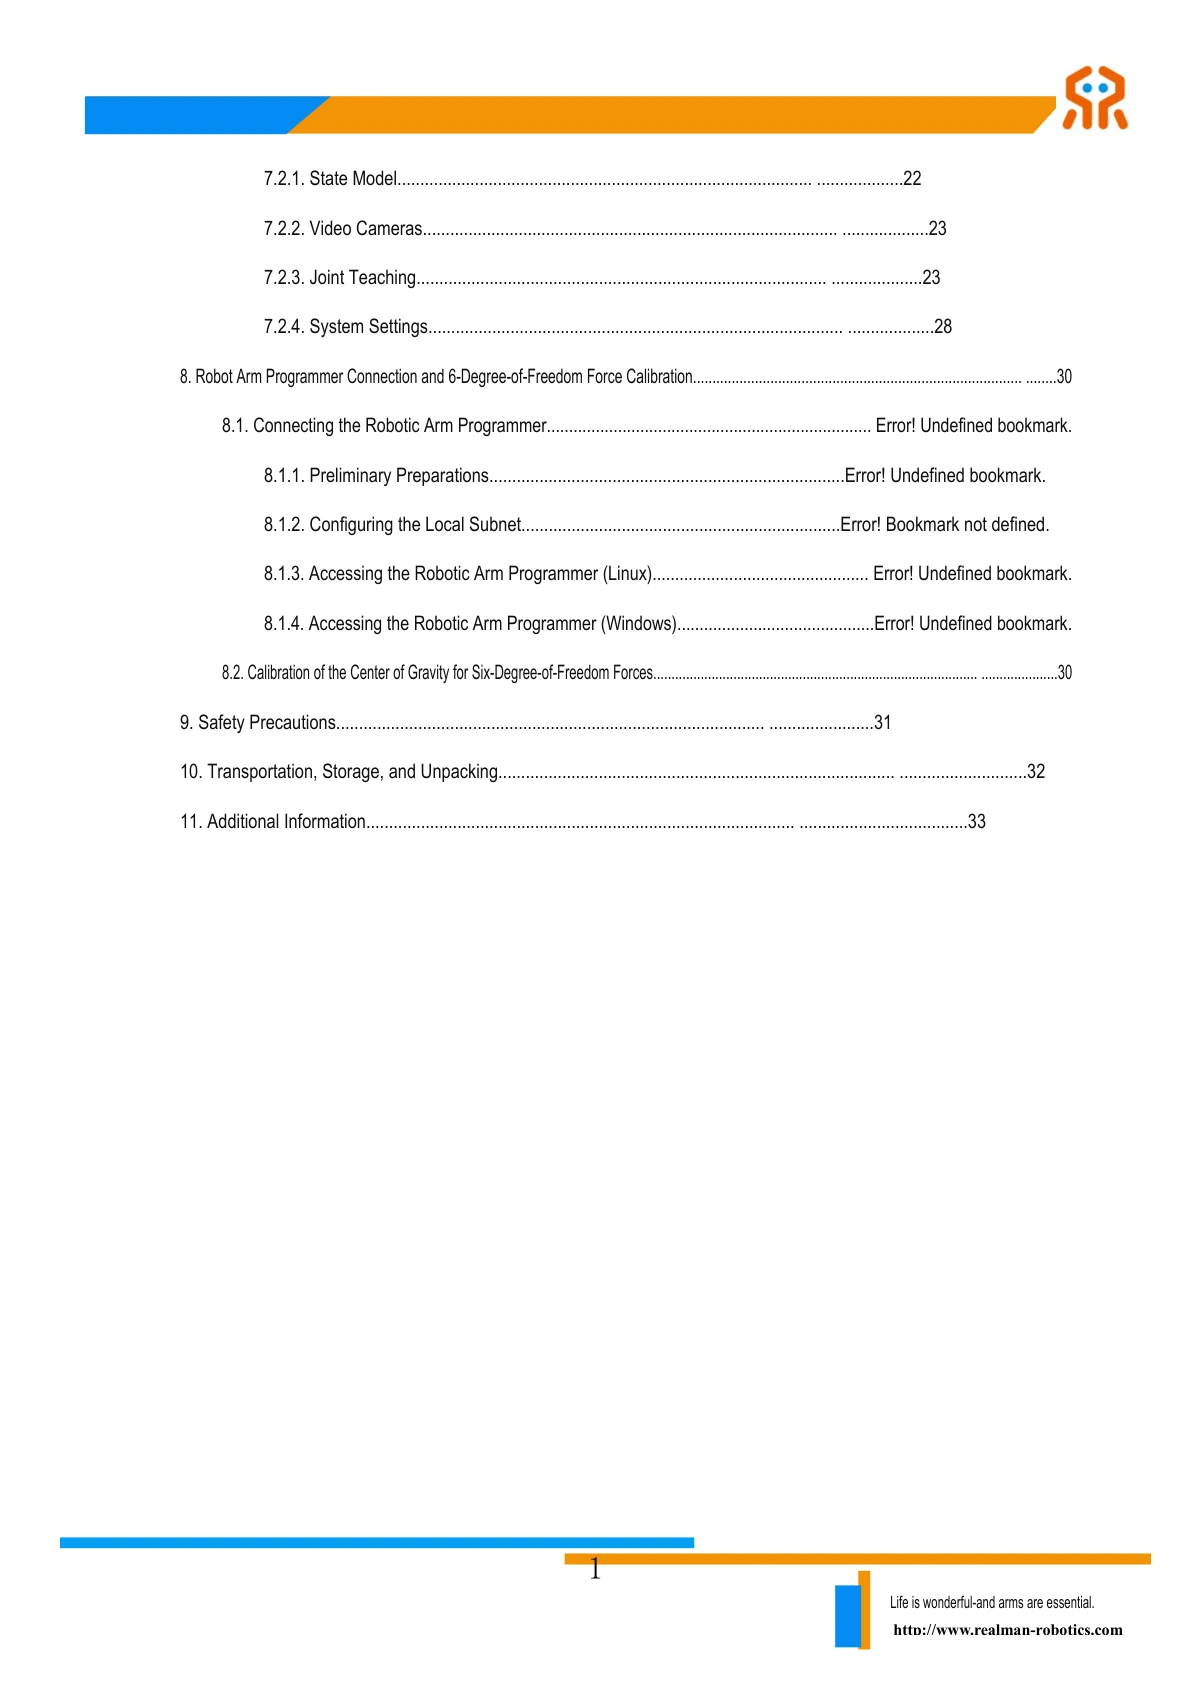 7.2.1. State Model........................................................................................... ...................22
7.2.2. Video Cameras........................................................................................... ...................23
7.2.3. Joint Teaching.......................................................................................... ....................23
7.2.4. System Settings........................................................................................... ...................28
8. Robot Arm Programmer Connection and 6-Degree-of-Freedom Force Calibration..................................................................................... ........30
8.1. Connecting the Robotic Arm Programmer........................................................................ Error! Undefined bookmark.
8.1.1. Preliminary Preparations..............................................................................Error! Undefined bookmark.
8.1.2. Configuring the Local Subnet......................................................................Error! Bookmark not defined.
8.1.3. Accessing the Robotic Arm Programmer (Linux)................................................ Error! Undefined bookmark.
8.1.4. Accessing the Robotic Arm Programmer (Windows)...........................................Error! Undefined bookmark.
8.2. Calibration of the Center of Gravity for Six-Degree-of-Freedom Forces......................................................................................... .....................30
9. Safety Precautions.............................................................................................. .......................31
10. Transportation, Storage, and Unpacking....................................................................................... ............................32
11. Additional Information.............................................................................................. .....................................33
1
Life is wonderful-and arms are essential.
http://www.realman-robotics.com